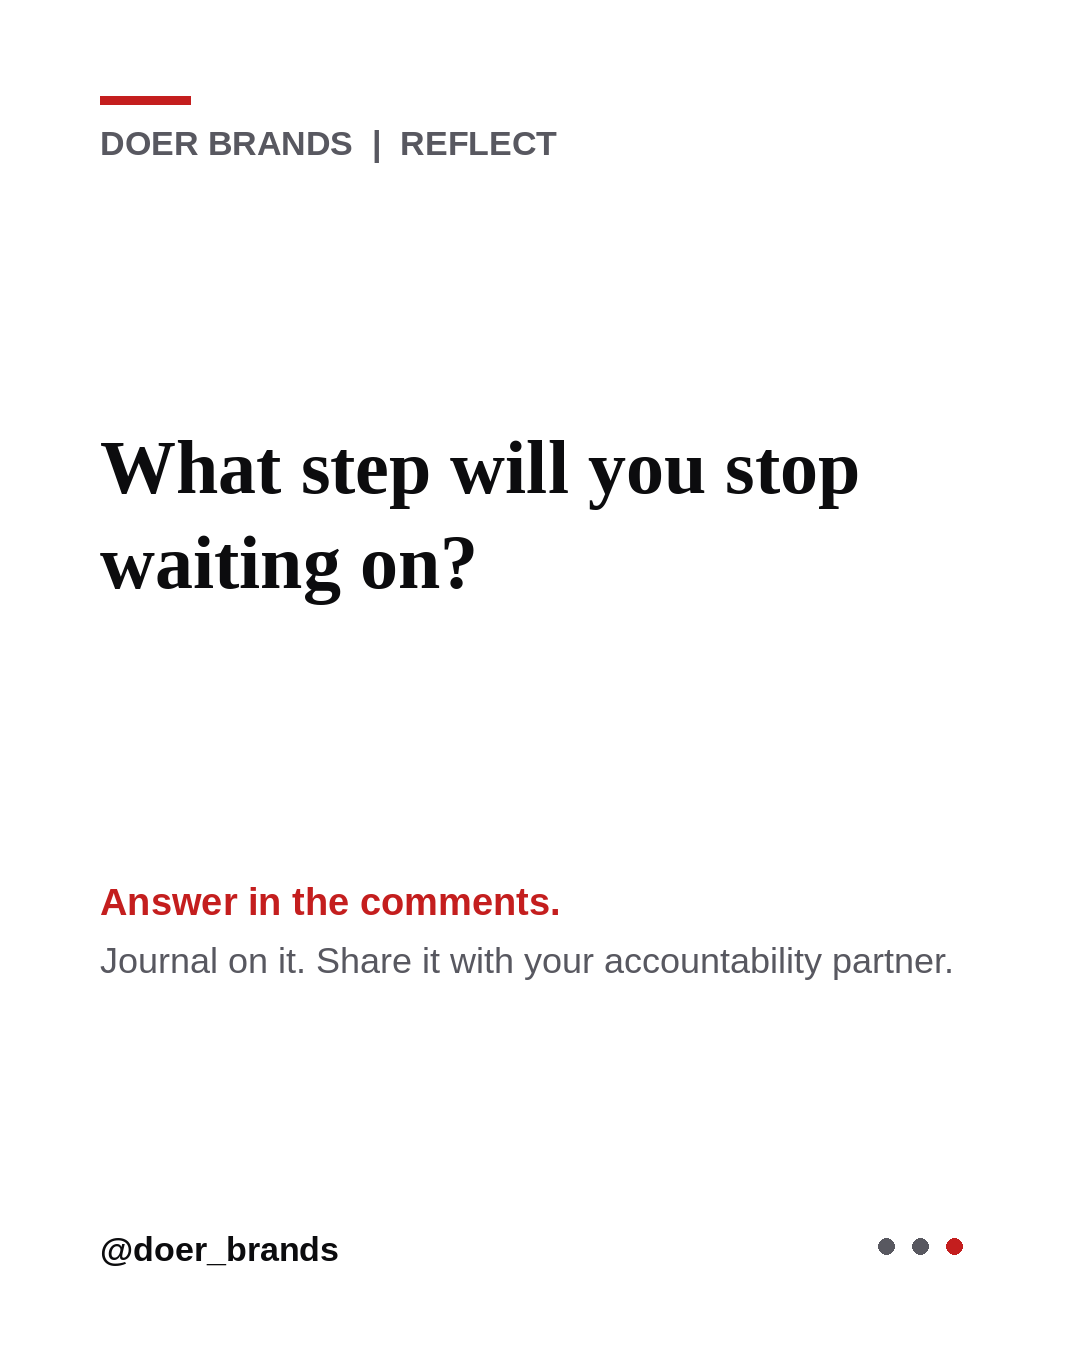 DOER BRANDS | REFLECT
What step will you stop
waiting on?
Answer in the comments.
Journal on it. Share it with your accountability partner.
@doer_brands